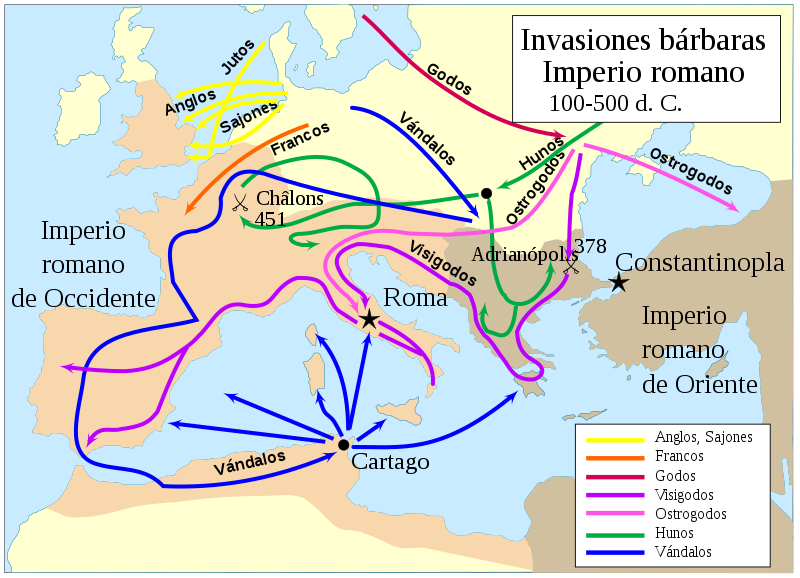 Invasiones bárbaras
Imperio romano
100-500 d. C.
Jutos
Anglos
Sajones
Francos
Godos
Vándalos
Hunos
Ostrogodos
Ostrogodos
Châlons
451
Imperio
romano
de Occidente
Visigodos
Adrianópolis
378
Constantinopla
Roma
Imperio
romano
de Oriente
Vándalos
Cartago
Anglos, Sajones
Francos
Godos
Visigodos
Ostrogodos
Hunos
Vándalos